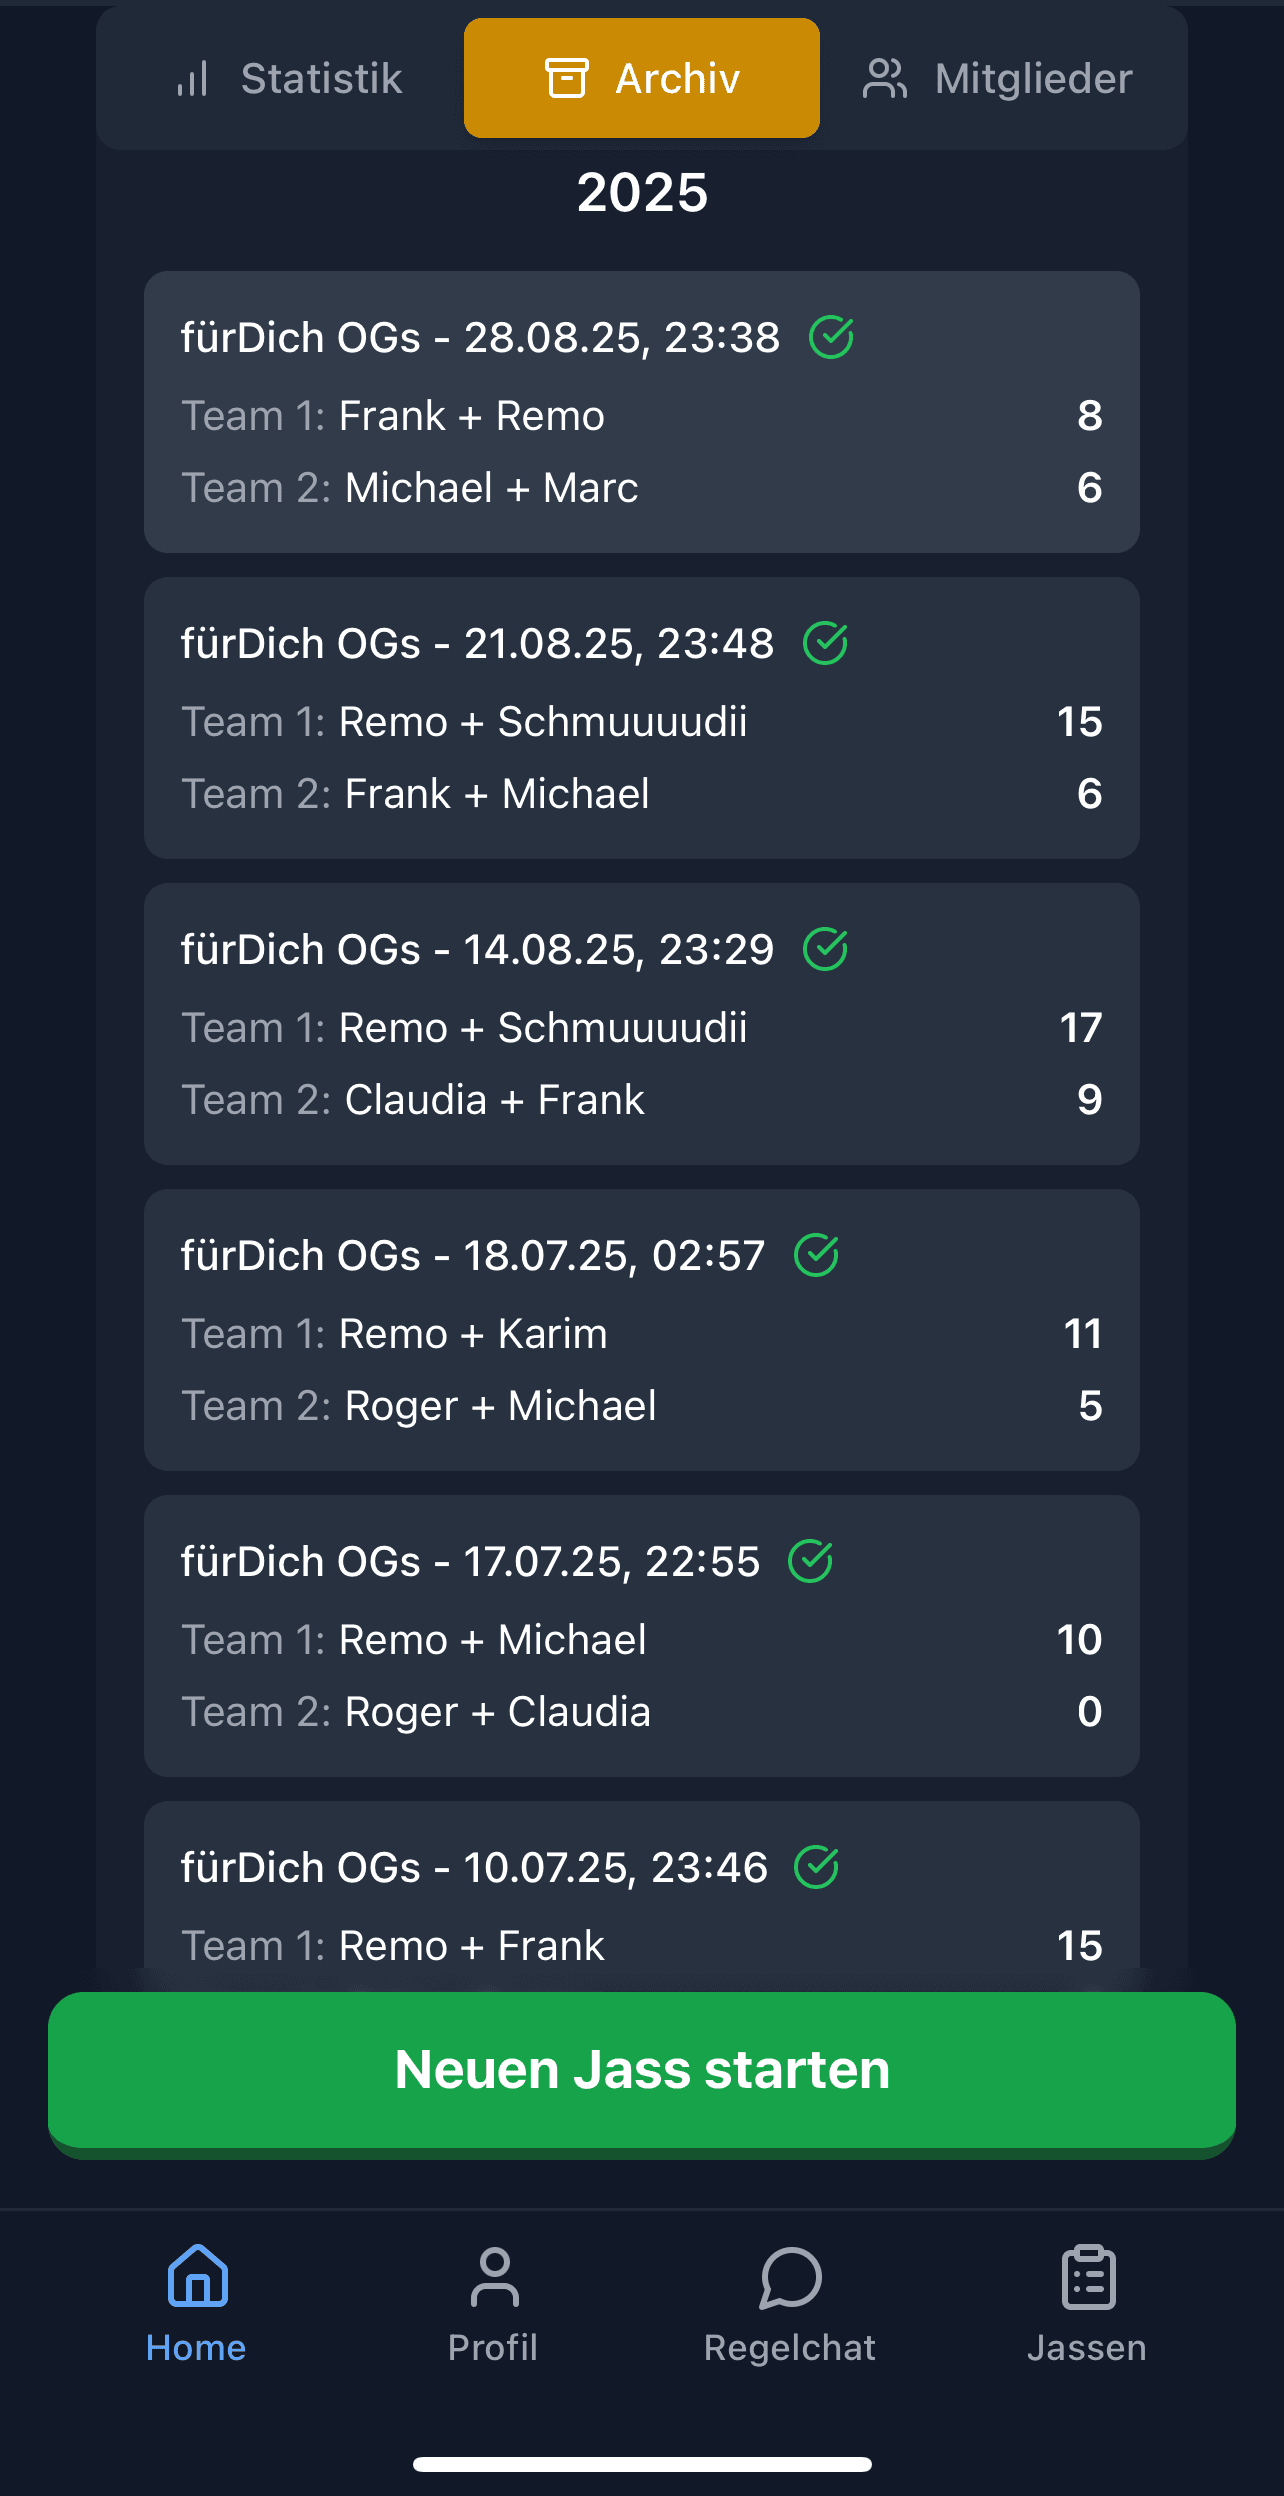 Statistik Archiv Mitglieder
2025
fürDich OGs - 28.08.25, 23:38
Team 1: Frank + Remo 8
Team 2: Michael + Marc 6
fürDich OGs - 21.08.25, 23:48
Team 1: Remo + Schmuuuudii 15
Team 2: Frank + Michael 6
fürDich OGs - 14.08.25, 23:29
Team 1: Remo + Schmuuuudii 17
Team 2: Claudia + Frank 9
fürDich OGs - 18.07.25, 02:57
Team 1: Remo + Karim 11
Team 2: Roger + Michael 5
fürDich OGs - 17.07.25, 22:55
Team 1: Remo + Michael 10
Team 2: Roger + Claudia 0
fürDich OGs - 10.07.25, 23:46
Team 1: Remo + Frank 15
Neuen Jass starten
Home Profil Regelchat Jassen